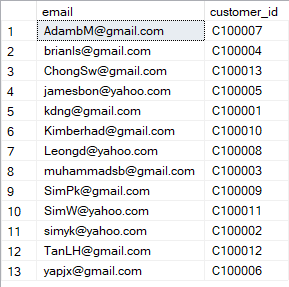 email customer_id
1 AdambM@gmail.com C100007
2 brianls@gmail.com C100004
3 ChongSw@gmail.com C100013
4 jamesbon@yahoo.com C100005
5 kdng@gmail.com C100001
6 Kimberhad@gmail.com C100010
7 Leongd@yahoo.com C100008
8 muhammadsb@gmail.com C100003
9 SimPk@gmail.com C100009
10 SimW@yahoo.com C100011
11 simyk@yahoo.com C100002
12 TanLH@gmail.com C100012
13 yapjx@gmail.com C100006